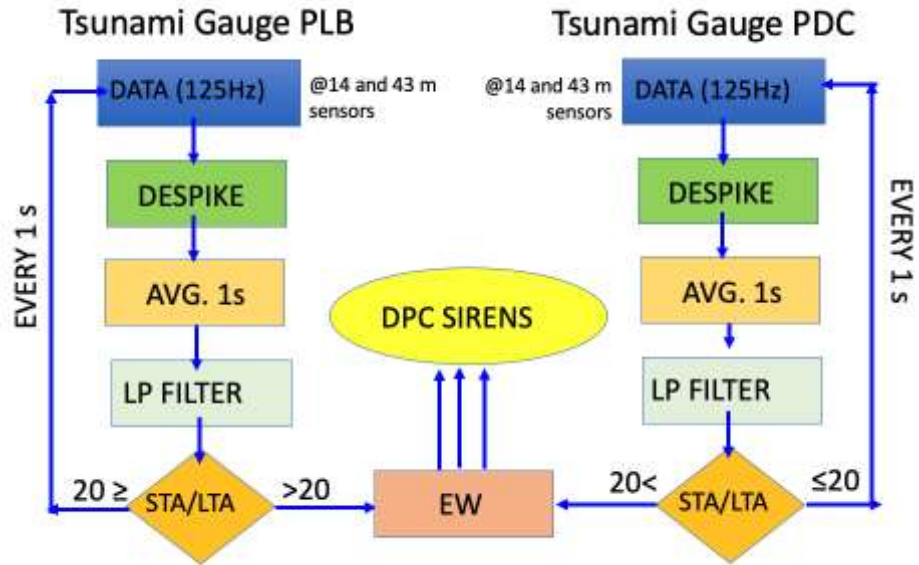 Tsunami Gauge PLB
Tsunami Gauge PDC
DATA (125Hz)
@14 and 43 m
sensors
@14 and 43 m
sensors
DATA (125Hz)
EVERY 1 s
DESPIKE
DESPIKE
EVERY 1 s
AVG. 1s
DPC SIRENS
AVG. 1s
LP FILTER
LP FILTER
20 ≥
STA/LTA
>20
EW
20<
STA/LTA
≤20